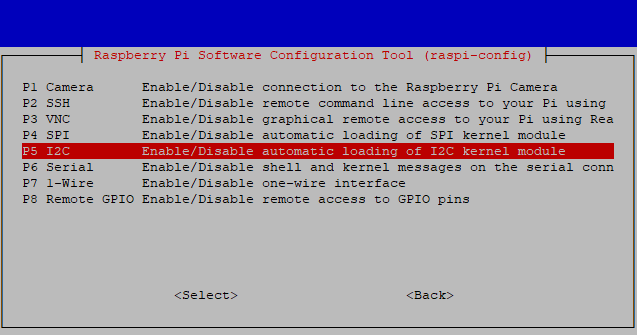 Raspberry Pi Software Configuration Tool (raspi-config)
P1 Camera Enable/Disable connection to the Raspberry Pi Camera
P2 SSH Enable/Disable remote command line access to your Pi using
P3 VNC Enable/Disable graphical remote access to your Pi using Rea
P4 SPI Enable/Disable automatic loading of SPI kernel module
P5 I2C Enable/Disable automatic loading of I2C kernel module
P6 Serial Enable/Disable shell and kernel messages on the serial conn
P7 1-Wire Enable/Disable one-wire interface
P8 Remote GPIO Enable/Disable remote access to GPIO pins
<Select> <Back>